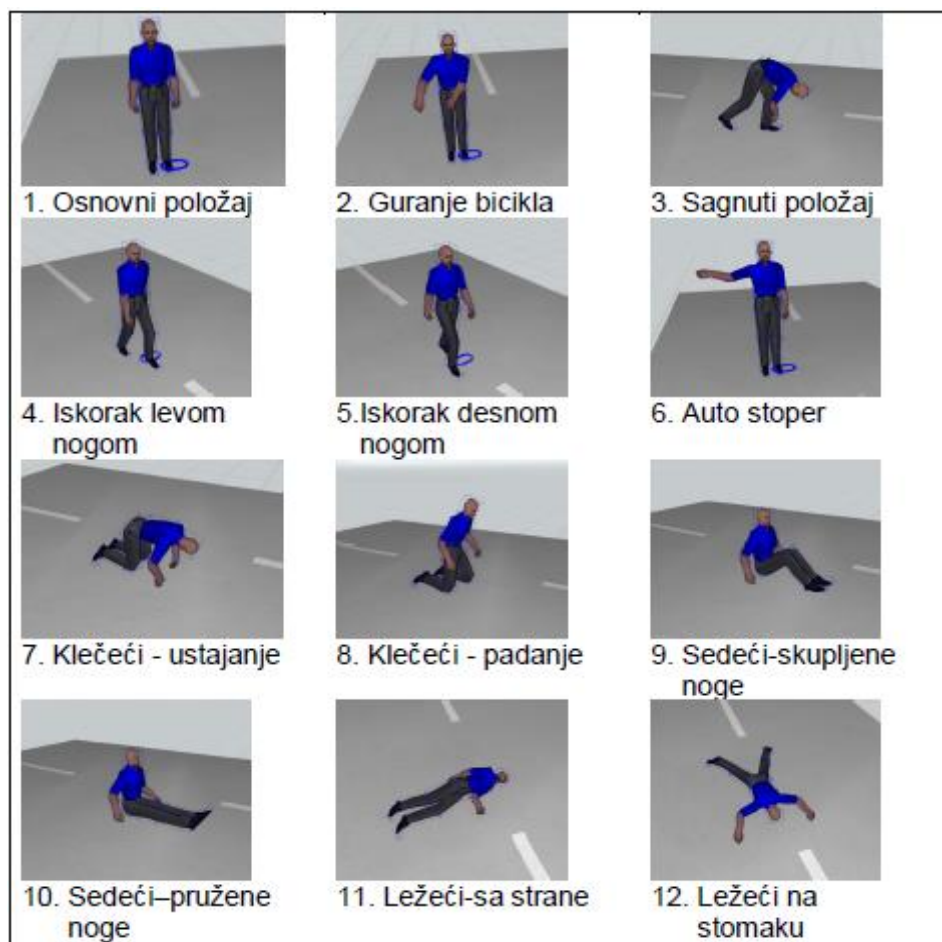 1. Osnovni položaj
2. Guranje bicikla
3. Sagnuti položaj
4. Iskorak levom
nogom
5.Iskorak desnom
nogom
6. Auto stoper
7. Klečeći - ustajanje
8. Klečeći - padanje
9. Sedeći-skupljene
noge
10. Sedeći–pružene
noge
11. Ležeći-sa strane
12. Ležeći na
stomaku